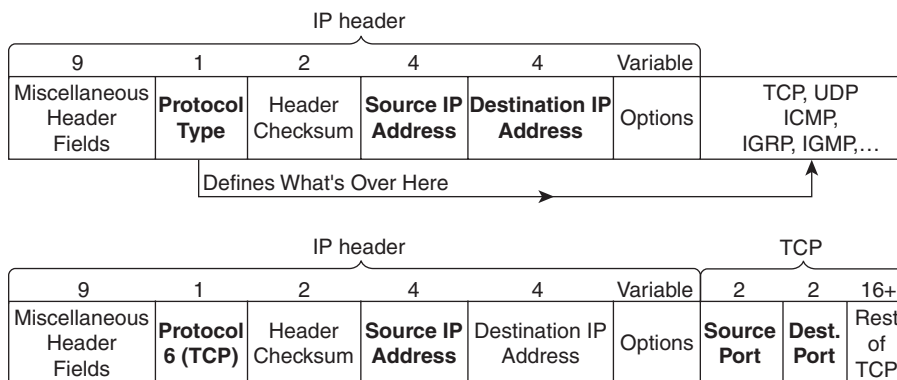 IP header
9 1 2 4 4 Variable
Miscellaneous Header Fields
Protocol Type
Header Checksum
Source IP Address
Destination IP Address
Options
TCP, UDP
ICMP,
IGRP, IGMP,…
Defines What's Over Here
IP header TCP
9 1 2 4 4 Variable 2 2 16+
Miscellaneous Header Fields
Protocol 6 (TCP)
Header Checksum
Source IP Address
Destination IP Address
Options
Source Port
Dest. Port
Rest of TCP